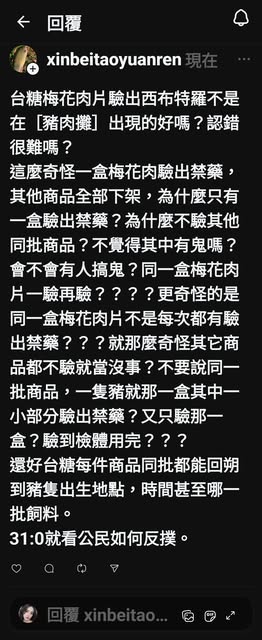 回覆
xinbeitaoyuanren 現在
台糖梅花肉片驗出西布特羅不是
在［豬肉攤］出現的好嗎？認錯
很難嗎？
這麼奇怪一盒梅花肉驗出禁藥，
其他商品全部下架，為什麼只有
一盒驗出禁藥？為什麼不驗其他
同批商品？不覺得其中有鬼嗎？
會不會有人搞鬼？同一盒梅花肉
片一驗再驗？？？？更奇怪的是
同一盒梅花肉片不是每次都有驗
出禁藥？？？就那麼奇怪其它商
品都不驗就當沒事？不要說同一
批商品，一隻豬就那一盒其中一
小部分驗出禁藥？又只驗那一
盒？驗到檢體用完？？？
還好台糖每件商品同批都能回朔
到豬隻出生地點，時間甚至哪一
批飼料。
31:0就看公民如何反撲。
回覆 xinbeitao...